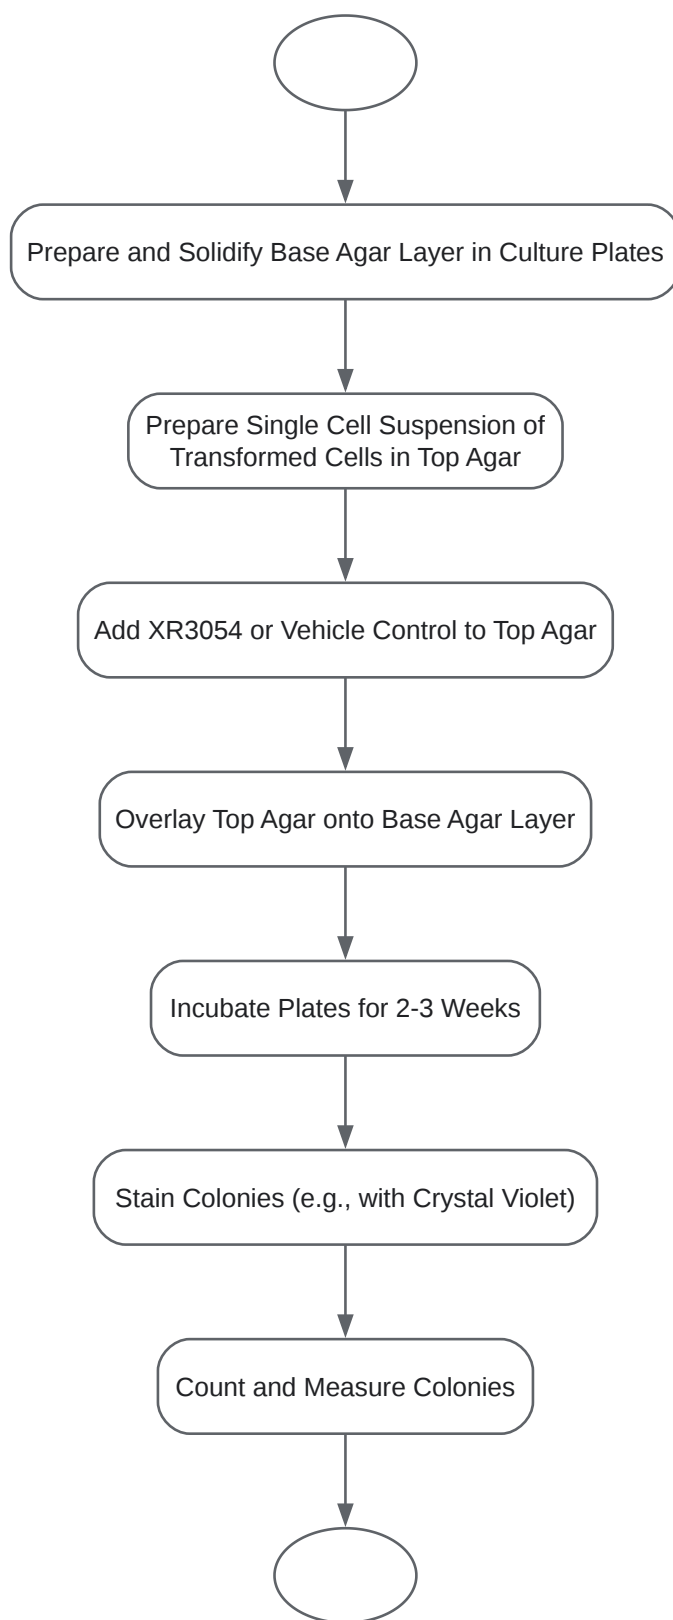 Prepare and Solidify Base Agar Layer in Culture Plates
Prepare Single Cell Suspension of
Transformed Cells in Top Agar
Add XR3054 or Vehicle Control to Top Agar
Overlay Top Agar onto Base Agar Layer
Incubate Plates for 2-3 Weeks
Stain Colonies (e.g., with Crystal Violet)
Count and Measure Colonies